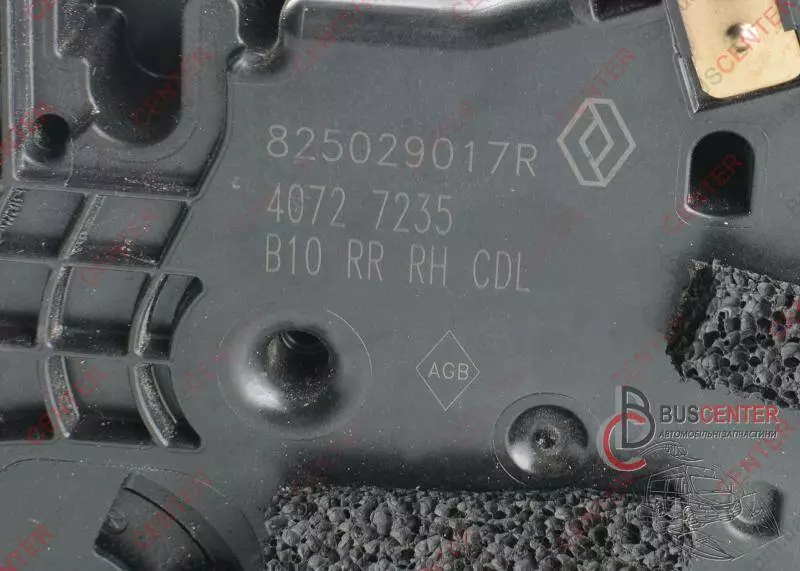 825029017R
4072 7235
B10 RR RH CDL
AGB
BUSCENTER
АВТОМОБІЛЬНІ ЗАПЧАСТИНИ